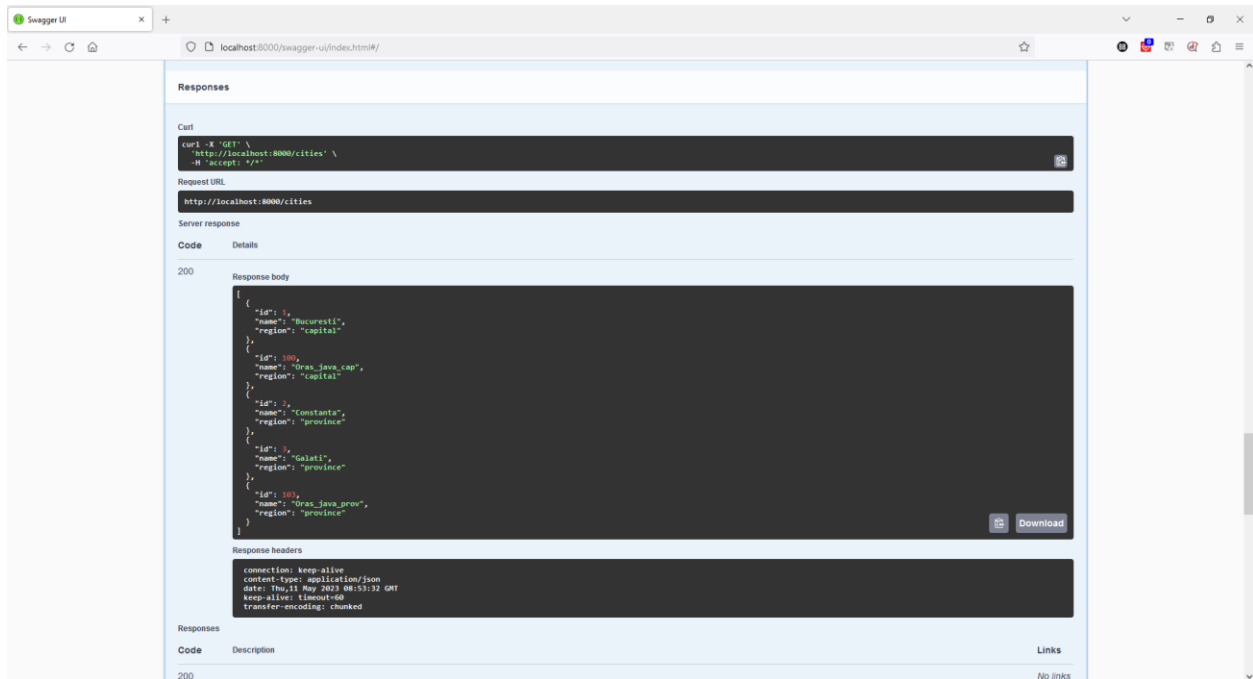 Swagger UI
localhost:8000/swagger-ui/index.html#/
Responses
Curl
curl -X 'GET' \
'http://localhost:8000/cities' \
-H 'accept: */*'
Request URL
http://localhost:8000/cities
Server response
Code Details
200
Response body
[
{
"id": 1,
"name": "Bucuresti",
"region": "capital"
},
{
"id": 100,
"name": "Oras_java_cap",
"region": "capital"
},
{
"id": 2,
"name": "Constanta",
"region": "province"
},
{
"id": 3,
"name": "Galati",
"region": "province"
},
{
"id": 103,
"name": "Oras_java_prov",
"region": "province"
}
]
Download
Response headers
connection: keep-alive
content-type: application/json
date: Thu,11 May 2023 08:53:32 GMT
keep-alive: timeout=60
transfer-encoding: chunked
Responses
Code Description Links
200 No links